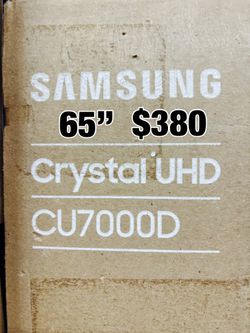 SAMSUNG
65” $380
Crystal UHD
CU7000D